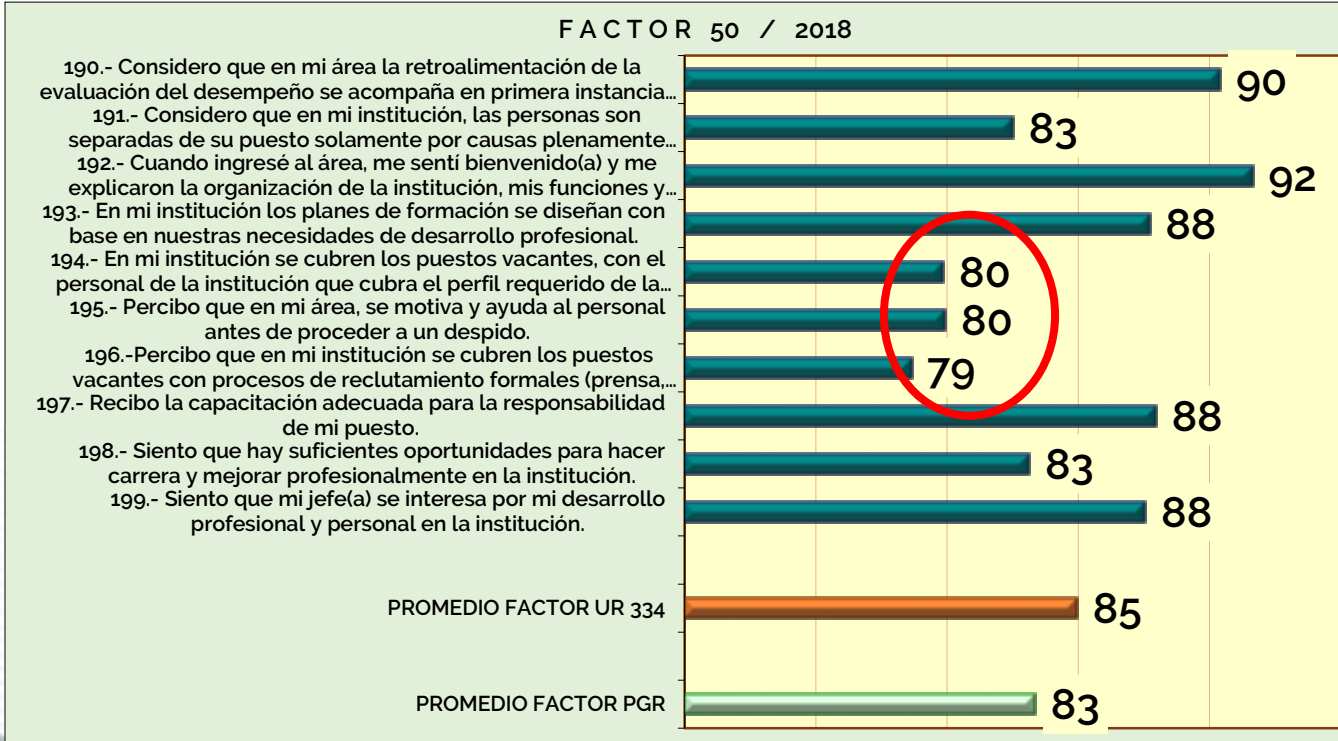 FACTOR 50 / 2018
190.- Considero que en mi área la retroalimentación de la
evaluación del desempeño se acompaña en primera instancia...
90
191.- Considero que en mi institución, las personas son
separadas de su puesto solamente por causas plenamente...
83
192.- Cuando ingresé al área, me sentí bienvenido(a) y me
explicaron la organización de la institución, mis funciones y...
92
193.- En mi institución los planes de formación se diseñan con
base en nuestras necesidades de desarrollo profesional.
88
194.- En mi institución se cubren los puestos vacantes, con el
personal de la institución que cubra el perfil requerido de la...
80
195.- Percibo que en mi área, se motiva y ayuda al personal
antes de proceder a un despido.
80
196.-Percibo que en mi institución se cubren los puestos
vacantes con procesos de reclutamiento formales (prensa,...
79
197.- Recibo la capacitación adecuada para la responsabilidad
de mi puesto.
88
198.- Siento que hay suficientes oportunidades para hacer
carrera y mejorar profesionalmente en la institución.
83
199.- Siento que mi jefe(a) se interesa por mi desarrollo
profesional y personal en la institución.
88
PROMEDIO FACTOR UR 334
85
PROMEDIO FACTOR PGR
83